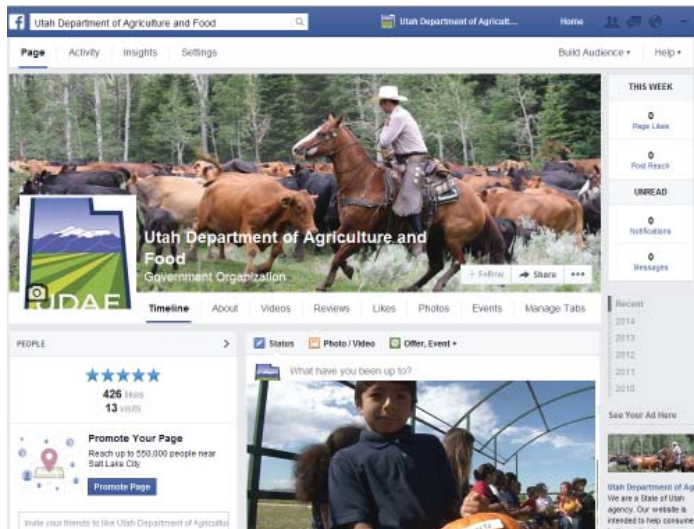 f Utah Department of Agriculture and Food
Utah Department of Agricult...
Home
Page Activity Insights Settings
Build Audience Help
Utah Department of Agriculture and
Food
Government Organization
+ Follow Share •••
UDAF
Timeline About Videos Reviews Likes Photos Events Manage Tabs
PEOPLE >
426 likes
13 visits
Promote Your Page
Reach up to 550,000 people near
Salt Lake City
Promote Page
Invite your friends to like Utah Department of Agricultu
Status Photo / Video Offer, Event +
What have you been up to?
THIS WEEK
0
Page Likes
0
Post Reach
UNREAD
0
Notifications
0
Messages
Recent
2014
2013
2012
2011
2010
See Your Ad Here
Utah Department of Ag
We are a State of Utah
agency. Our website is
intended to help consume